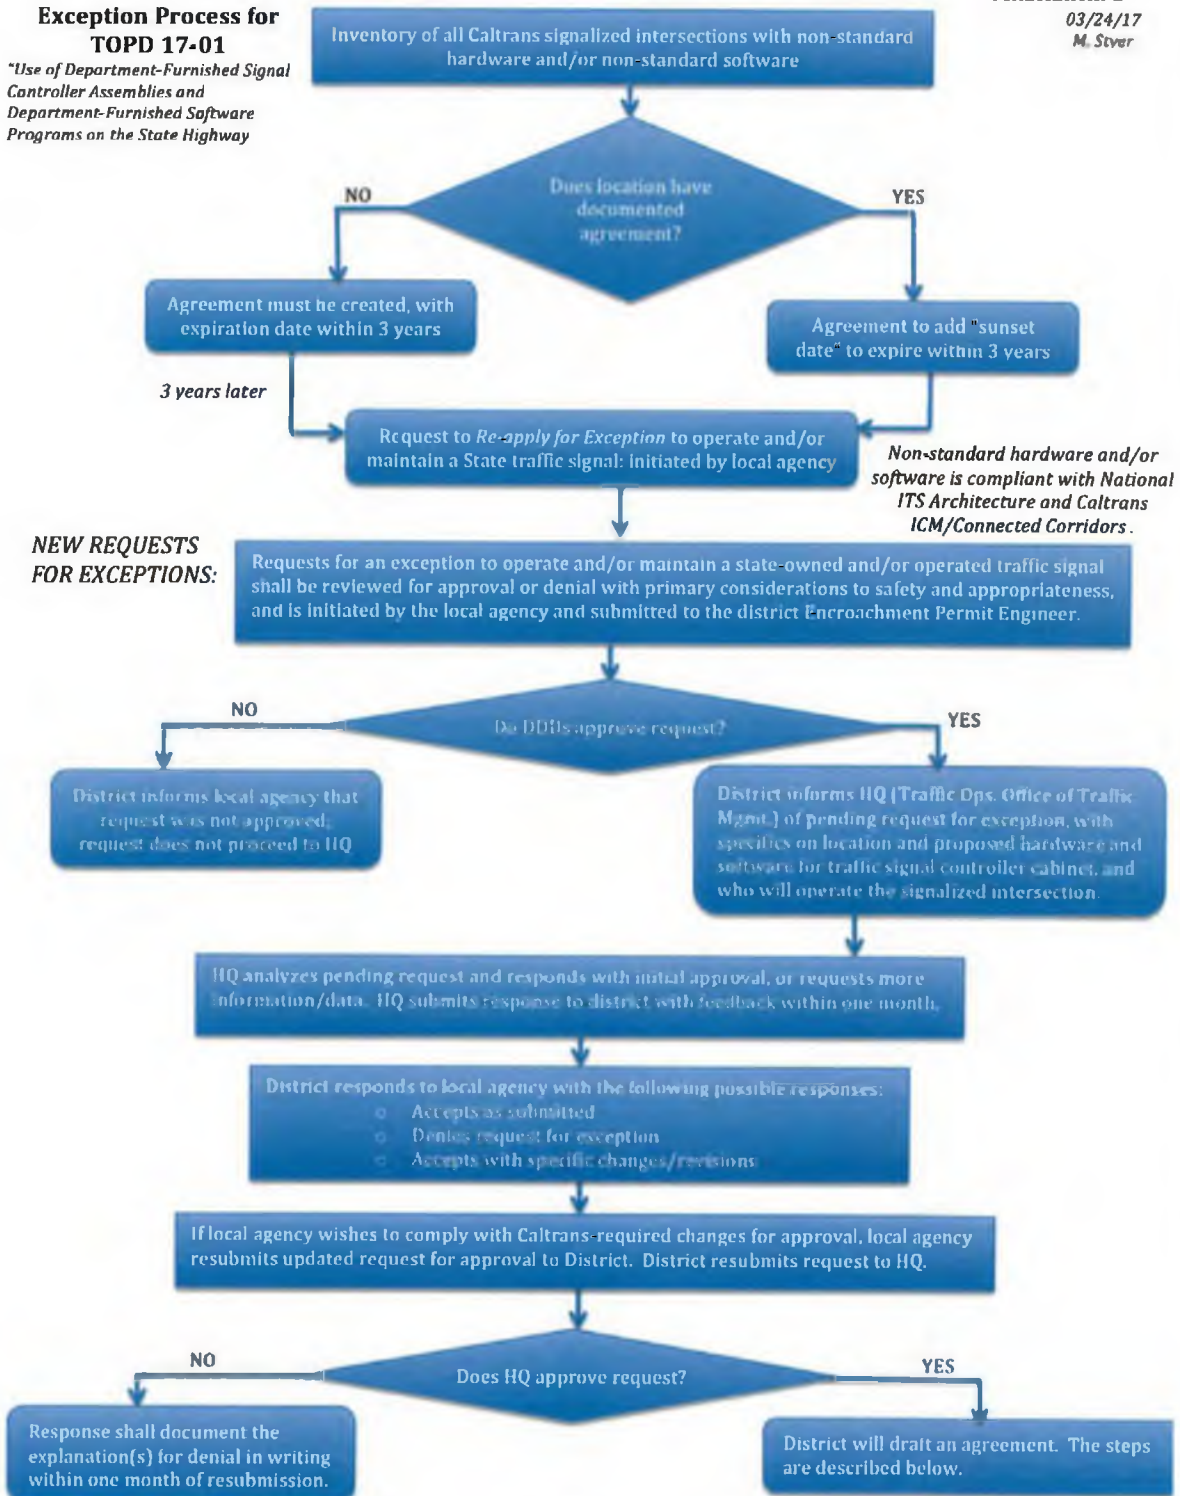 Exception Process for
TOPD 17-01
"Use of Department-Furnished Signal
Controller Assemblies and
Department-Furnished Software
Programs on the State Highway
03/24/17
M. Styer
Inventory of all Caltrans signalized intersections with non-standard
hardware and/or non-standard software
Does location have
documented
agreement?
NO
YES
Agreement must be created, with
expiration date within 3 years
Agreement to add "sunset
date" to expire within 3 years
3 years later
Request to Re-apply for Exception to operate and/or
maintain a State traffic signal: initiated by local agency
Non-standard hardware and/or
software is compliant with National
ITS Architecture and Caltrans
ICM/Connected Corridors.
NEW REQUESTS
FOR EXCEPTIONS:
Requests for an exception to operate and/or maintain a state-owned and/or operated traffic signal
shall be reviewed for approval or denial with primary considerations to safety and appropriateness,
and is initiated by the local agency and submitted to the district Encroachment Permit Engineer.
Do DDDs approve request?
NO
YES
District informs local agency that
request was not approved;
request does not proceed to HQ
District informs HQ (Traffic Ops. Office of Traffic
Mgmt.) of pending request for exception, with
specifics on location and proposed hardware and
software for traffic signal controller cabinet, and
who will operate the signalized intersection.
HQ analyzes pending request and responds with initial approval, or requests more
information/data. HQ submits response to district with feedback within one month.
District responds to local agency with the following possible responses:
o Accepts as submitted
o Denies request for exception
o Accepts with specific changes/revisions
If local agency wishes to comply with Caltrans-required changes for approval, local agency
resubmits updated request for approval to District. District resubmits request to HQ.
Does HQ approve request?
NO
YES
Response shall document the
explanation(s) for denial in writing
within one month of resubmission.
District will draft an agreement. The steps
are described below.